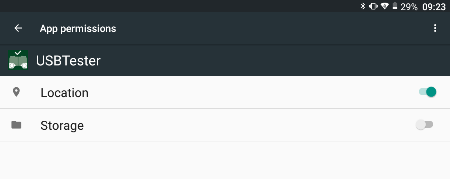 29% 09:23
App permissions
USBTester
Location
Storage